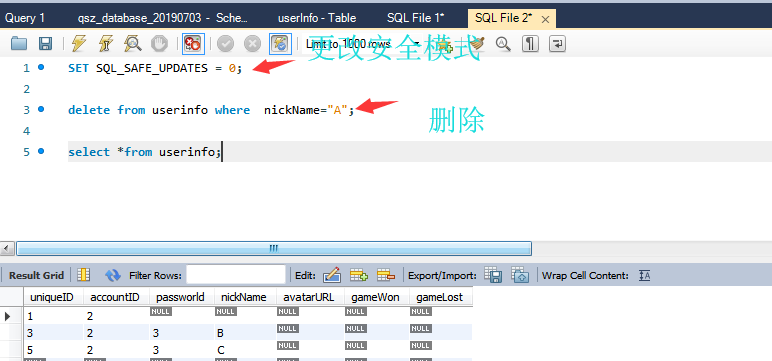 Query 1 qsz_database_20190703 - Sche... userInfo - Table SQL File 1* SQL File 2* ×
Limit to 1000 rows 更改安全模式
1 SET SQL_SAFE_UPDATES = 0;
2
3 delete from userinfo where nickName="A";
删除
4
5 select *from userinfo;
Result Grid Filter Rows: Edit: Export/Import: Wrap Cell Content: IA
uniqueID accountID passworld nickName avatarURL gameWon gameLost
1 2 NULL NULL NULL NULL NULL
3 2 3 B NULL NULL NULL
5 2 3 C NULL NULL NULL